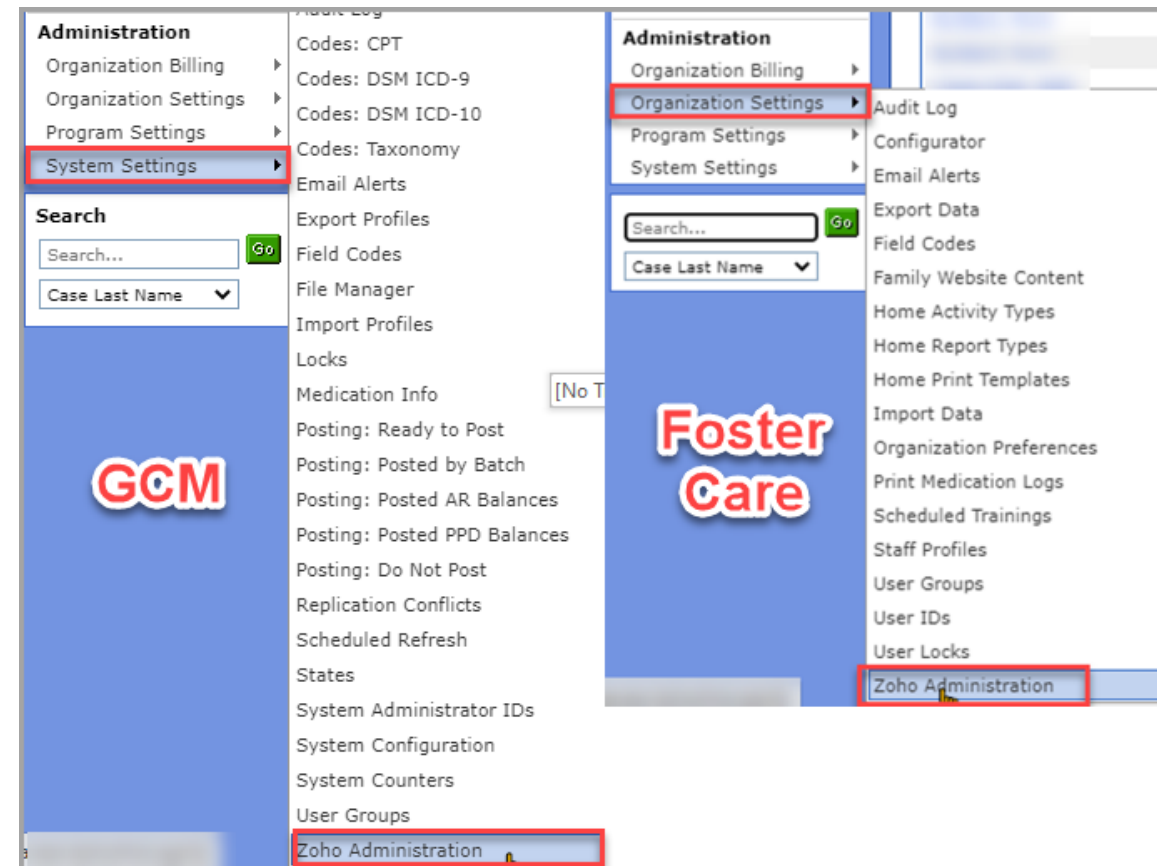 Administration
Organization Billing
Organization Settings
Program Settings
System Settings
Search
Search...
Go
Case Last Name
GCM
Audit Log
Codes: CPT
Codes: DSM ICD-9
Codes: DSM ICD-10
Codes: Taxonomy
Email Alerts
Export Profiles
Field Codes
File Manager
Import Profiles
Locks
Medication Info
[No T
Posting: Ready to Post
Posting: Posted by Batch
Posting: Posted AR Balances
Posting: Posted PPD Balances
Posting: Do Not Post
Replication Conflicts
Scheduled Refresh
States
System Administrator IDs
System Configuration
System Counters
User Groups
Zoho Administration
Administration
Organization Billing
Organization Settings
Program Settings
System Settings
Search...
Go
Case Last Name
Foster
Care
Audit Log
Configurator
Email Alerts
Export Data
Field Codes
Family Website Content
Home Activity Types
Home Report Types
Home Print Templates
Import Data
Organization Preferences
Print Medication Logs
Scheduled Trainings
Staff Profiles
User Groups
User IDs
User Locks
Zoho Administration